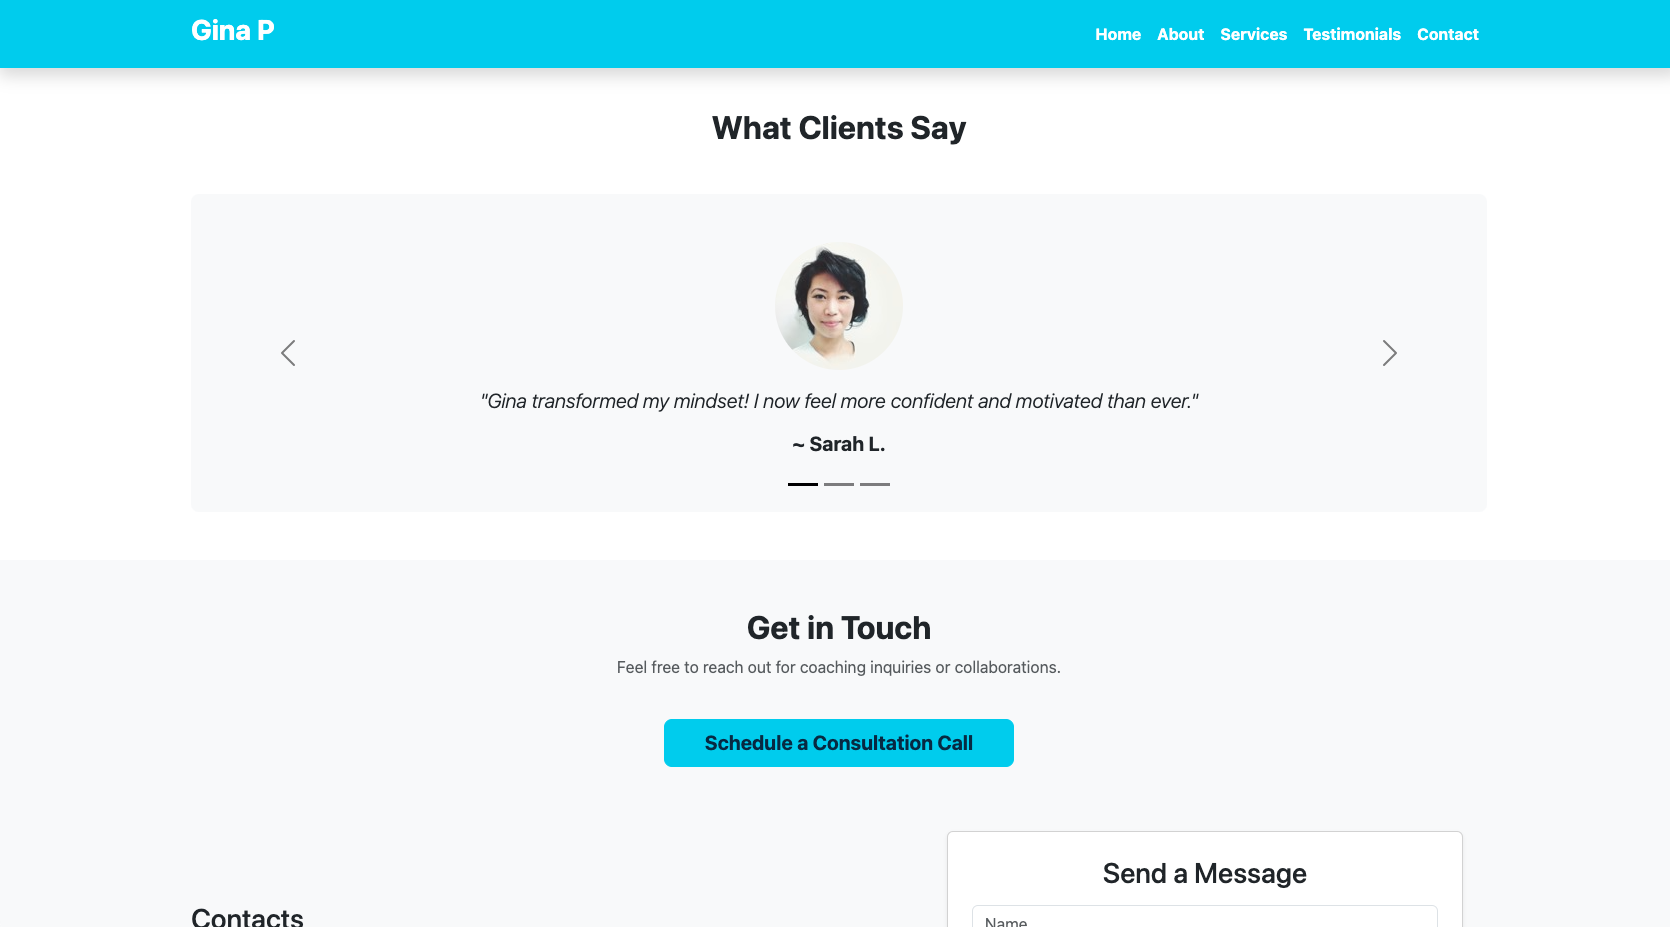 Gina P
Home About Services Testimonials Contact
What Clients Say
"Gina transformed my mindset! I now feel more confident and motivated than ever."
~ Sarah L.
Get in Touch
Feel free to reach out for coaching inquiries or collaborations.
Schedule a Consultation Call
Contacts
Send a Message
Name